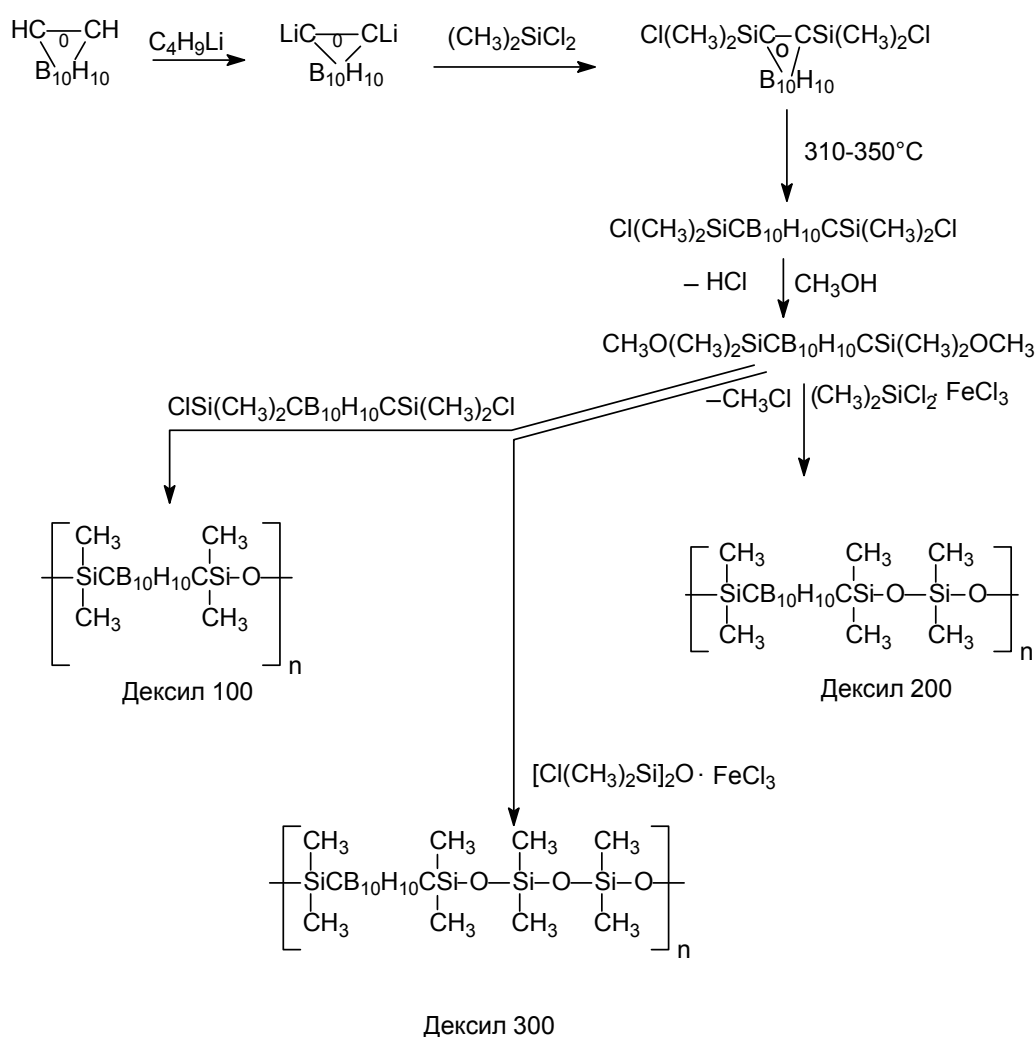 HC CH
0
B₁₀H₁₀
C₄H₉Li
LiC CLi
0
B₁₀H₁₀
(CH₃)₂SiCl₂
Cl(CH₃)₂SiC CSi(CH₃)₂Cl
O
B₁₀H₁₀
310-350°C
Cl(CH₃)₂SiCB₁₀H₁₀CSi(CH₃)₂Cl
– HCl CH₃OH
CH₃O(CH₃)₂SiCB₁₀H₁₀CSi(CH₃)₂OCH₃
ClSi(CH₃)₂CB₁₀H₁₀CSi(CH₃)₂Cl
–CH₃Cl (CH₃)₂SiCl₂· FeCl₃
CH₃ CH₃
SiCB₁₀H₁₀CSi–O
CH₃ CH₃
n
Дексил 100
CH₃ CH₃ CH₃
SiCB₁₀H₁₀CSi–O–Si–O
CH₃ CH₃ CH₃
n
Дексил 200
[Cl(CH₃)₂Si]₂O · FeCl₃
CH₃ CH₃ CH₃ CH₃
SiCB₁₀H₁₀CSi–O–Si–O–Si–O
CH₃ CH₃ CH₃ CH₃
n
Дексил 300